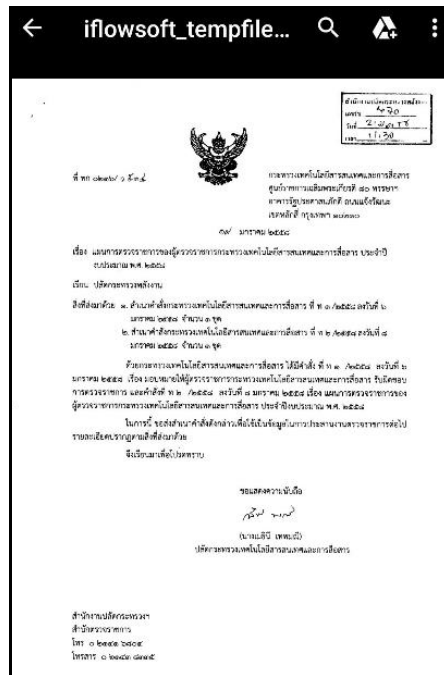 iflowsoft_tempfile...
ที่ ทก
กระทรวงเทคโนโลยีสารสนเทศและการสื่อสาร
ศูนย์ราชการเฉลิมพระเกียรติ ๘๐ พรรษาฯ
อาคารรัฐประศาสนภักดี ถนนแจ้งวัฒนะ
เขตหลักสี่ กรุงเทพฯ ๑๐๒๑๐
มกราคม ๒๕๕๘
เรื่อง แผนการตรวจราชการของผู้ตรวจราชการกระทรวงเทคโนโลยีสารสนเทศและการสื่อสาร ประจำปี
งบประมาณ พ.ศ. ๒๕๕๘
เรียน ปลัดกระทรวงพลังงาน
สิ่งที่ส่งมาด้วย ๑. สำเนาคำสั่งกระทรวงเทคโนโลยีสารสนเทศและการสื่อสาร ที่ ท ๑ /๒๕๕๘ ลงวันที่
มกราคม ๒๕๕๘ จำนวน ๑ ชุด
๒. สำเนาคำสั่งกระทรวงเทคโนโลยีสารสนเทศและการสื่อสาร ที่ ท ๒ /๒๕๕๘ ลงวันที่ ๘
มกราคม ๒๕๕๘ จำนวน ๑ ชุด
ด้วยกระทรวงเทคโนโลยีสารสนเทศและการสื่อสาร ได้มีคำสั่ง ที่ ท ๑ /๒๕๕๘ ลงวันที่
มกราคม ๒๕๕๘ เรื่อง มอบหมายให้ผู้ตรวจราชการกระทรวงเทคโนโลยีสารสนเทศและการสื่อสาร รับผิดชอบ
การตรวจราชการ และคำสั่งที่ ท ๒ /๒๕๕๘ ลงวันที่ ๘ มกราคม ๒๕๕๘ เรื่อง แผนการตรวจราชการของ
ผู้ตรวจราชการกระทรวงเทคโนโลยีสารสนเทศและการสื่อสาร ประจำปีงบประมาณ พ.ศ. ๒๕๕๘
ในการนี้ ขอส่งสำเนาคำสั่งดังกล่าวเพื่อใช้เป็นข้อมูลในการประสานงานตรวจราชการต่อไป
รายละเอียดปรากฏตามสิ่งที่ส่งมาด้วย
จึงเรียนมาเพื่อโปรดทราบ
ขอแสดงความนับถือ
(นางเมธินี เทพมณี)
ปลัดกระทรวงเทคโนโลยีสารสนเทศและการสื่อสาร
สำนักงานปลัดกระทรวงฯ
สำนักตรวจราชการ
โทร
โทรสาร